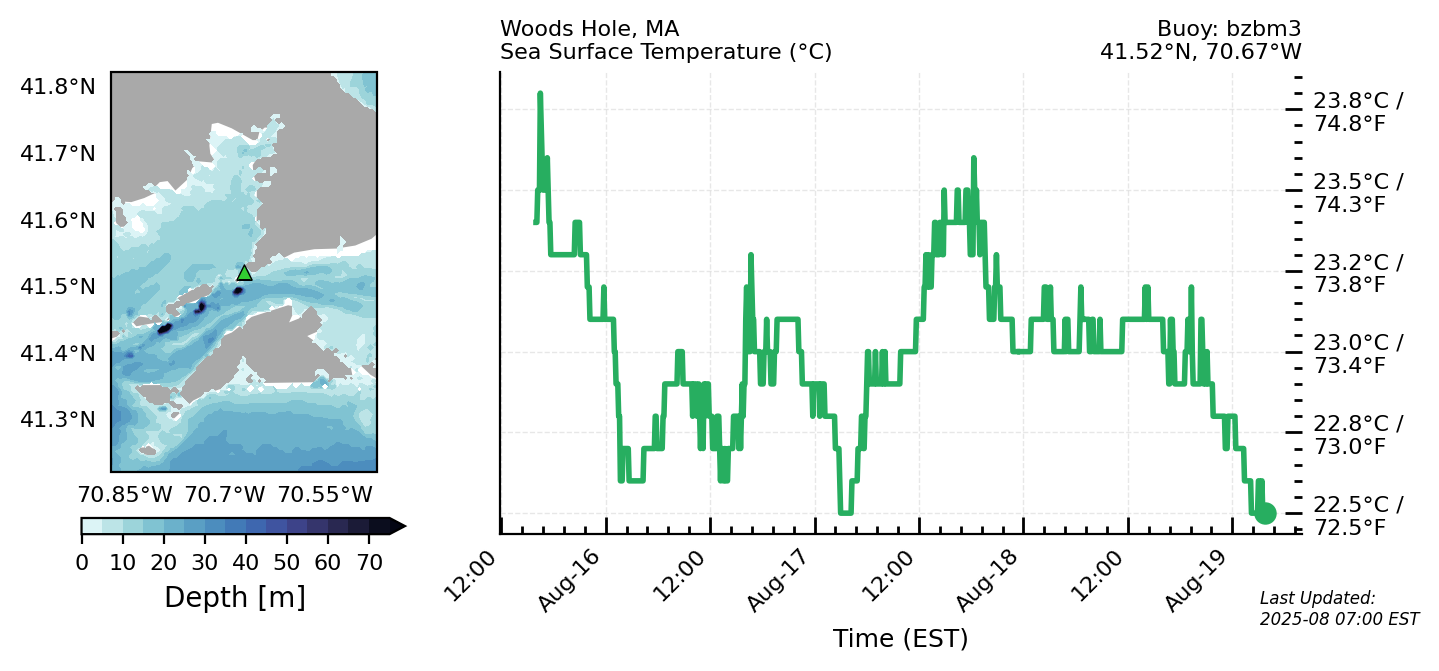 Woods Hole, MA
Sea Surface Temperature (°C)
Buoy: bzbm3
41.52°N, 70.67°W
41.8°N
41.7°N
41.6°N
41.5°N
41.4°N
41.3°N
70.85°W 70.7°W 70.55°W
0 10 20 30 40 50 60 70
Depth [m]
23.8°C /
74.8°F
23.5°C /
74.3°F
23.2°C /
73.8°F
23.0°C /
73.4°F
22.8°C /
73.0°F
22.5°C /
72.5°F
12:00 Aug-16 12:00 Aug-17 12:00 Aug-18 12:00 Aug-19
Time (EST)
Last Updated:
2025-08 07:00 EST